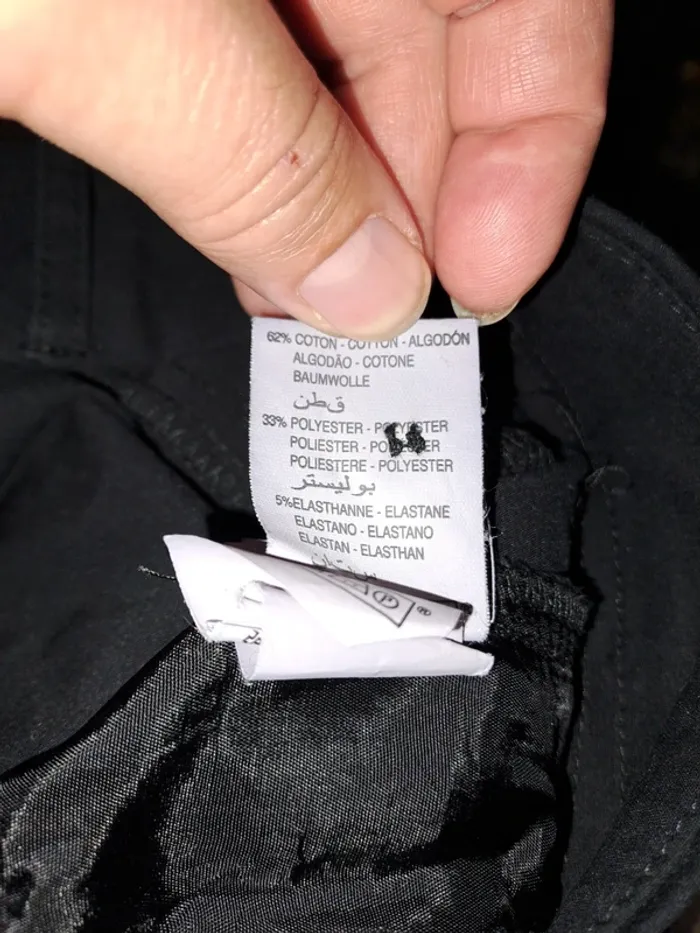 62% COTON - COTTON - ALGODÓN
ALGODÃO - COTONE
BAUMWOLLE
قطن
33% POLYESTER - POLYESTER
POLIESTER - POLIESTER
POLIESTERE - POLYESTER
بوليستر
5%ELASTHANNE - ELASTANE
ELASTANO - ELASTANO
ELASTAN - ELASTHAN